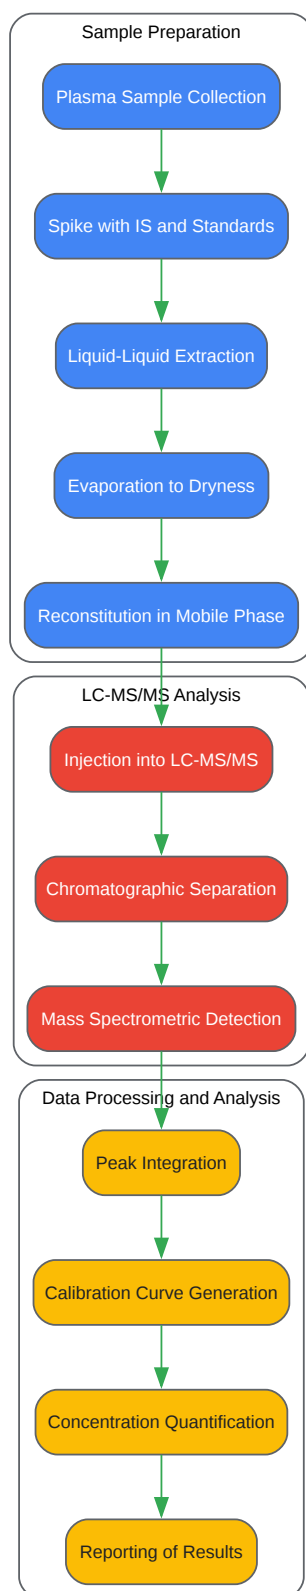 Sample Preparation
Plasma Sample Collection
Spike with IS and Standards
Liquid-Liquid Extraction
Evaporation to Dryness
Reconstitution in Mobile Phase
LC-MS/MS Analysis
Injection into LC-MS/MS
Chromatographic Separation
Mass Spectrometric Detection
Data Processing and Analysis
Peak Integration
Calibration Curve Generation
Concentration Quantification
Reporting of Results